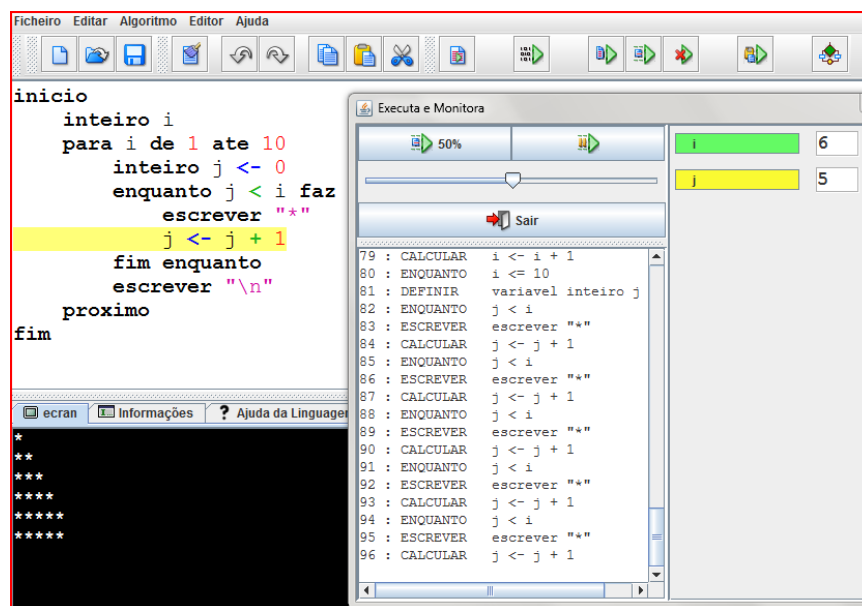 Ficheiro Editar Algoritmo Editor Ajuda
inicio
inteiro i
para i de 1 ate 10
inteiro j <- 0
enquanto j < i faz
escrever "*"
j <- j + 1
fim enquanto
escrever "\n"
proximo
fim
ecran Informações ? Ajuda da Linguager
*
**
***
****
*****
*****
Executa e Monitora
50%
Sair
79 : CALCULAR i <- i + 1
80 : ENQUANTO i <= 10
81 : DEFINIR variavel inteiro j
82 : ENQUANTO j < i
83 : ESCREVER escrever "*"
84 : CALCULAR j <- j + 1
85 : ENQUANTO j < i
86 : ESCREVER escrever "*"
87 : CALCULAR j <- j + 1
88 : ENQUANTO j < i
89 : ESCREVER escrever "*"
90 : CALCULAR j <- j + 1
91 : ENQUANTO j < i
92 : ESCREVER escrever "*"
93 : CALCULAR j <- j + 1
94 : ENQUANTO j < i
95 : ESCREVER escrever "*"
96 : CALCULAR j <- j + 1
i 6
j 5